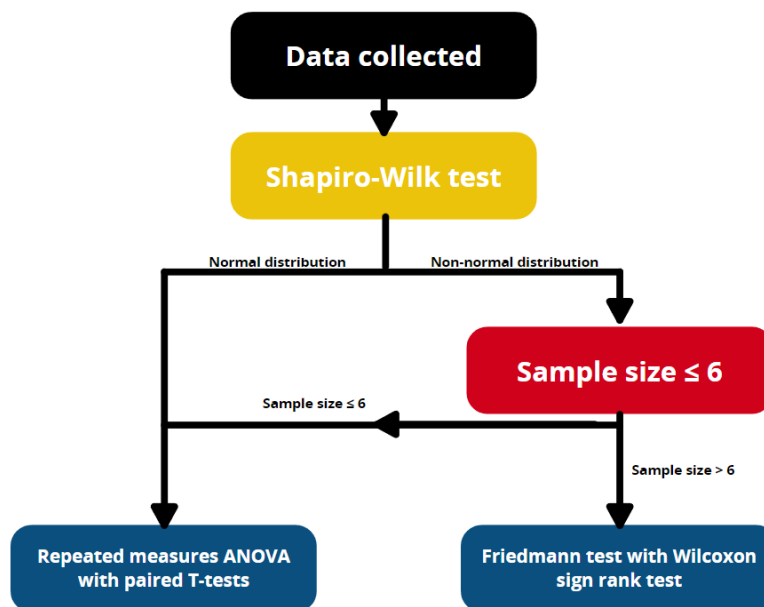 Data collected
Shapiro-Wilk test
Normal distribution
Non-normal distribution
Sample size ≤ 6
Sample size ≤ 6
Sample size > 6
Repeated measures ANOVA
with paired T-tests
Friedmann test with Wilcoxon
sign rank test